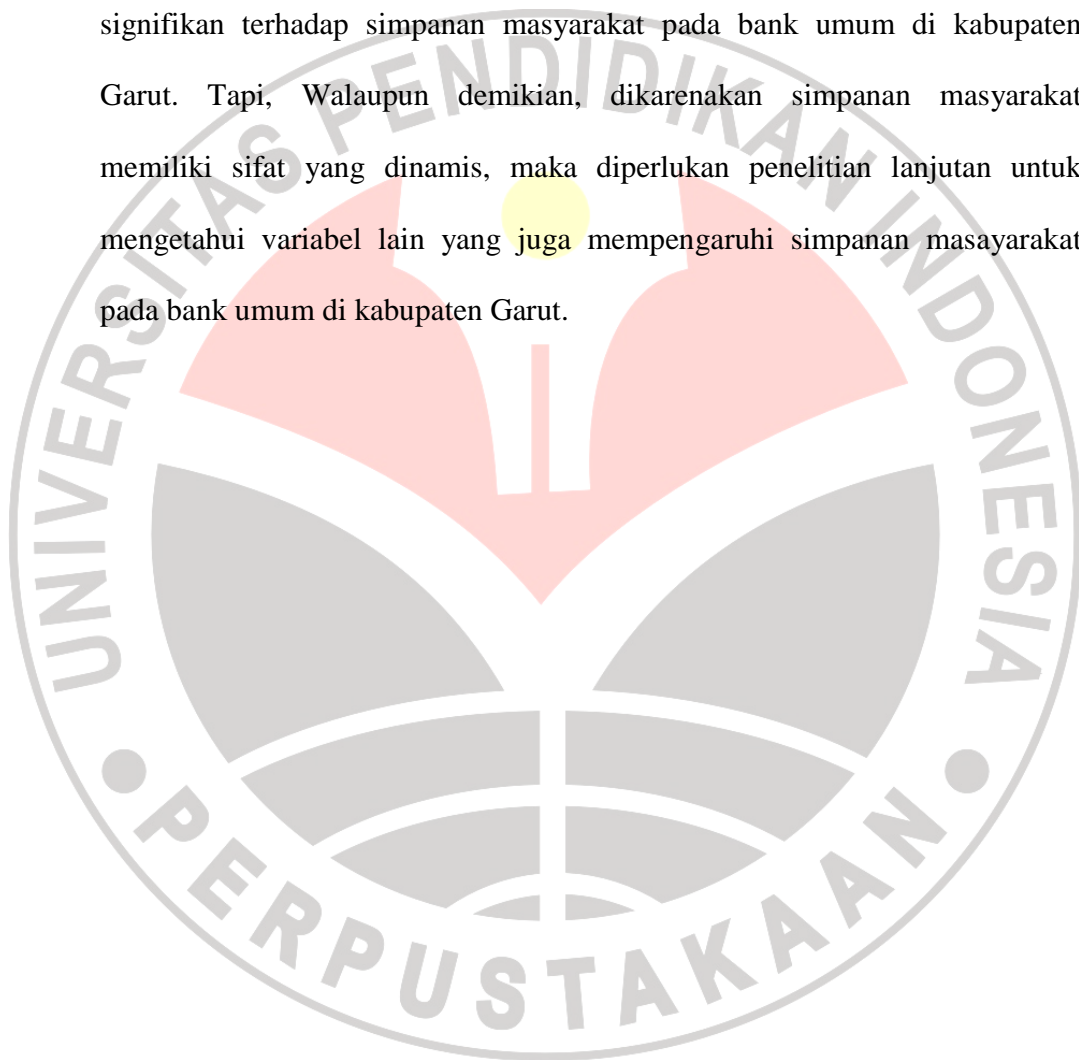 signifikan terhadap simpanan masyarakat pada bank umum di kabupaten
Garut. Tapi, Walaupun demikian, dikarenakan simpanan masyarakat
memiliki sifat yang dinamis, maka diperlukan penelitian lanjutan untuk
mengetahui variabel lain yang juga mempengaruhi simpanan masayarakat
pada bank umum di kabupaten Garut.
UNIVERSITAS PENDIDIKAN INDONESIA
PERPUSTAKAAN